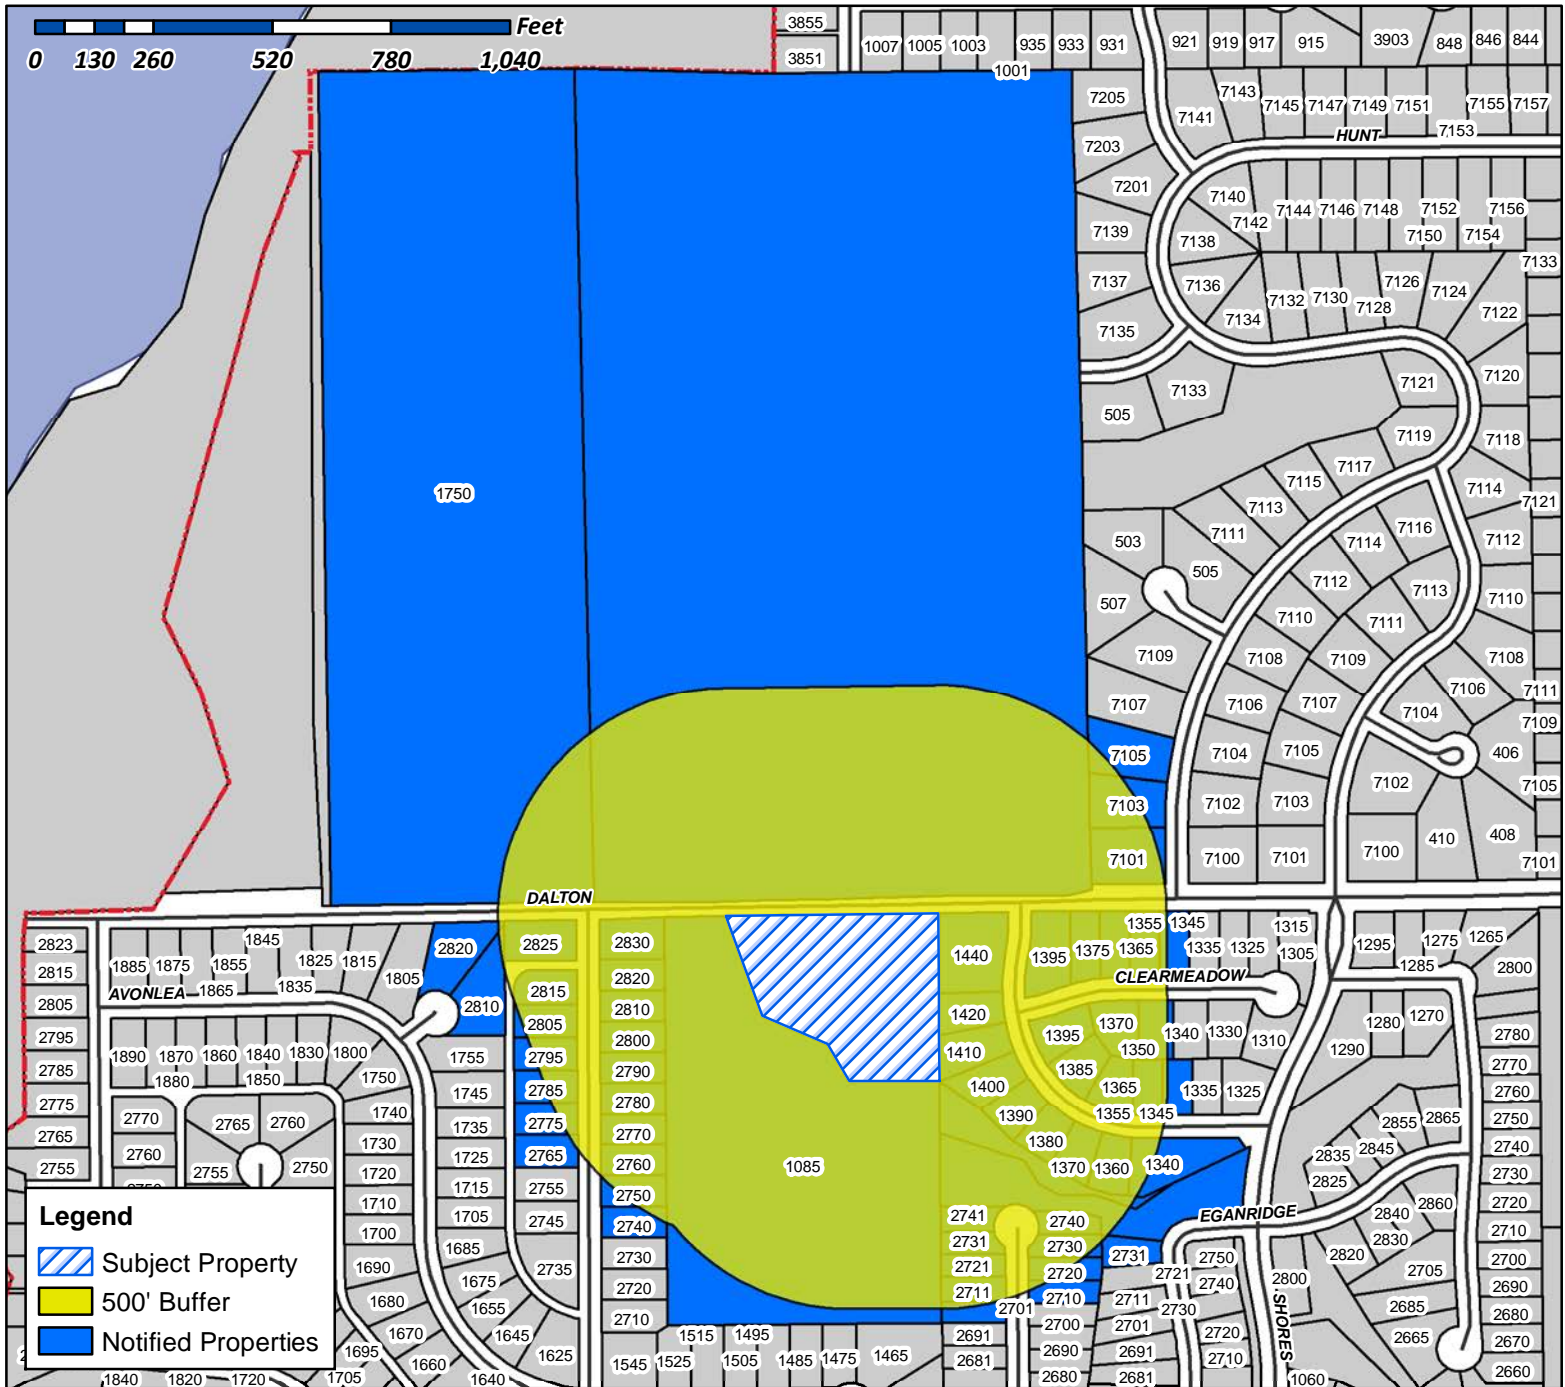 Feet
0 130 260 520 780 1,040
3855
3851
1007 1005 1003 935 933 931 921 919 917 915 3903 848 846 844
1001
7205 7141 7143 7145 7147 7149 7151 7155 7157
HUNT 7153
7203
7201 7140 7142 7144 7146 7148 7152 7156
7139 7138 7150 7154
7137 7136 7126 7124 7133
7135 7134 7132 7130 7128 7122
7133 7121 7120
505 7119 7118
1750
7117
7115 7114 7121
7113
503 7111 7114 7116 7112
505 7112 7113
507 7110 7111 7110
7109 7108 7109 7108
7107 7106 7107 7106 7111
7104 7109
7105 7104 7105 406
7103 7102 7103 7102 7105
7101 7100 7101 7100 410 408 7101
DALTON
2823 1845 2820 2825 2830 1355 1345 1315
1885 1875 1855 1825 1815 1440 1395 1375 1365 1335 1325 1305 1295 1275 1265
2815 1805 2820 CLEARMEADOW 1285 2800
AVONLEA 1865 1835 2810 2815
2805 2805 2810 1420 1370 1340 1330 1280 1270
2795 2795 2800 1410 1395 1350 1310 1290 2780
1890 1870 1860 1840 1830 1800 1755
2785 1880 1850 1750 1745 2785 2790 1400 1385 1365 1335 1325 2770
2760
2775 2770 2765 2760 1740 1735 2775 2780 1390 1355 1345 2855 2865 2750
2765 2760 1730 1725 2765 2770 1380 2835 2845 2740
2755 2755 2750 1720 1715 2755 2760 1085 1370 1360 1340 2825 2730
1710 1705 2745 2750 2741 2740 EGANRIDGE 2840 2860 2720
1700 1685 2740 2731 2730 2731 2750 2820 2830 2710
Legend
Subject Property
500' Buffer
Notified Properties
1690 1675 2735 2730 2721 2720 2721 2740 2800 2705 2700
1680 1655 2720 2711 2710 2711 2730 SHORES 2685 2690
1670 1645 2710 2701 2700 2701 2720 2665 2680
1695 1660 1625 1515 1495 2691 2690 2691 2710 2670
1545 1525 1505 1485 1475 1465 2681
1840 1820 1720 1705 1640 2680 2681 1060 2660